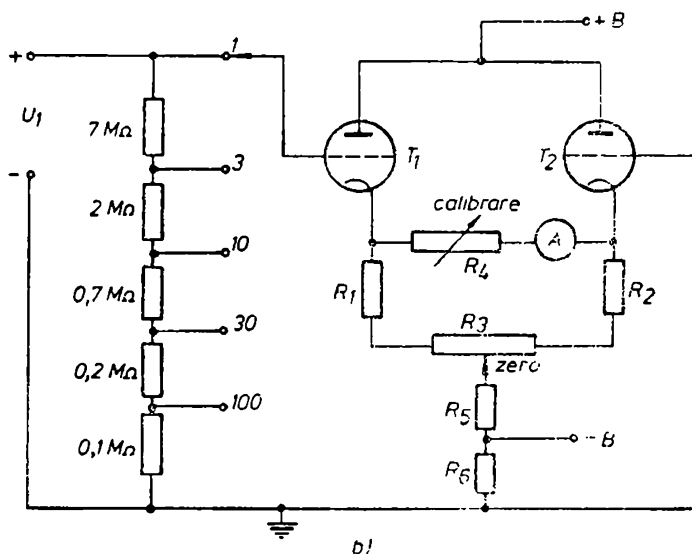 + B
1
+
U1
7 MΩ
T1
T2
-
3
calibrare
2 MΩ
A
10
R4
R1
R2
0,7 MΩ
R3
30
zero
0,2 MΩ
R5
100
- B
0,1 MΩ
R6
b)